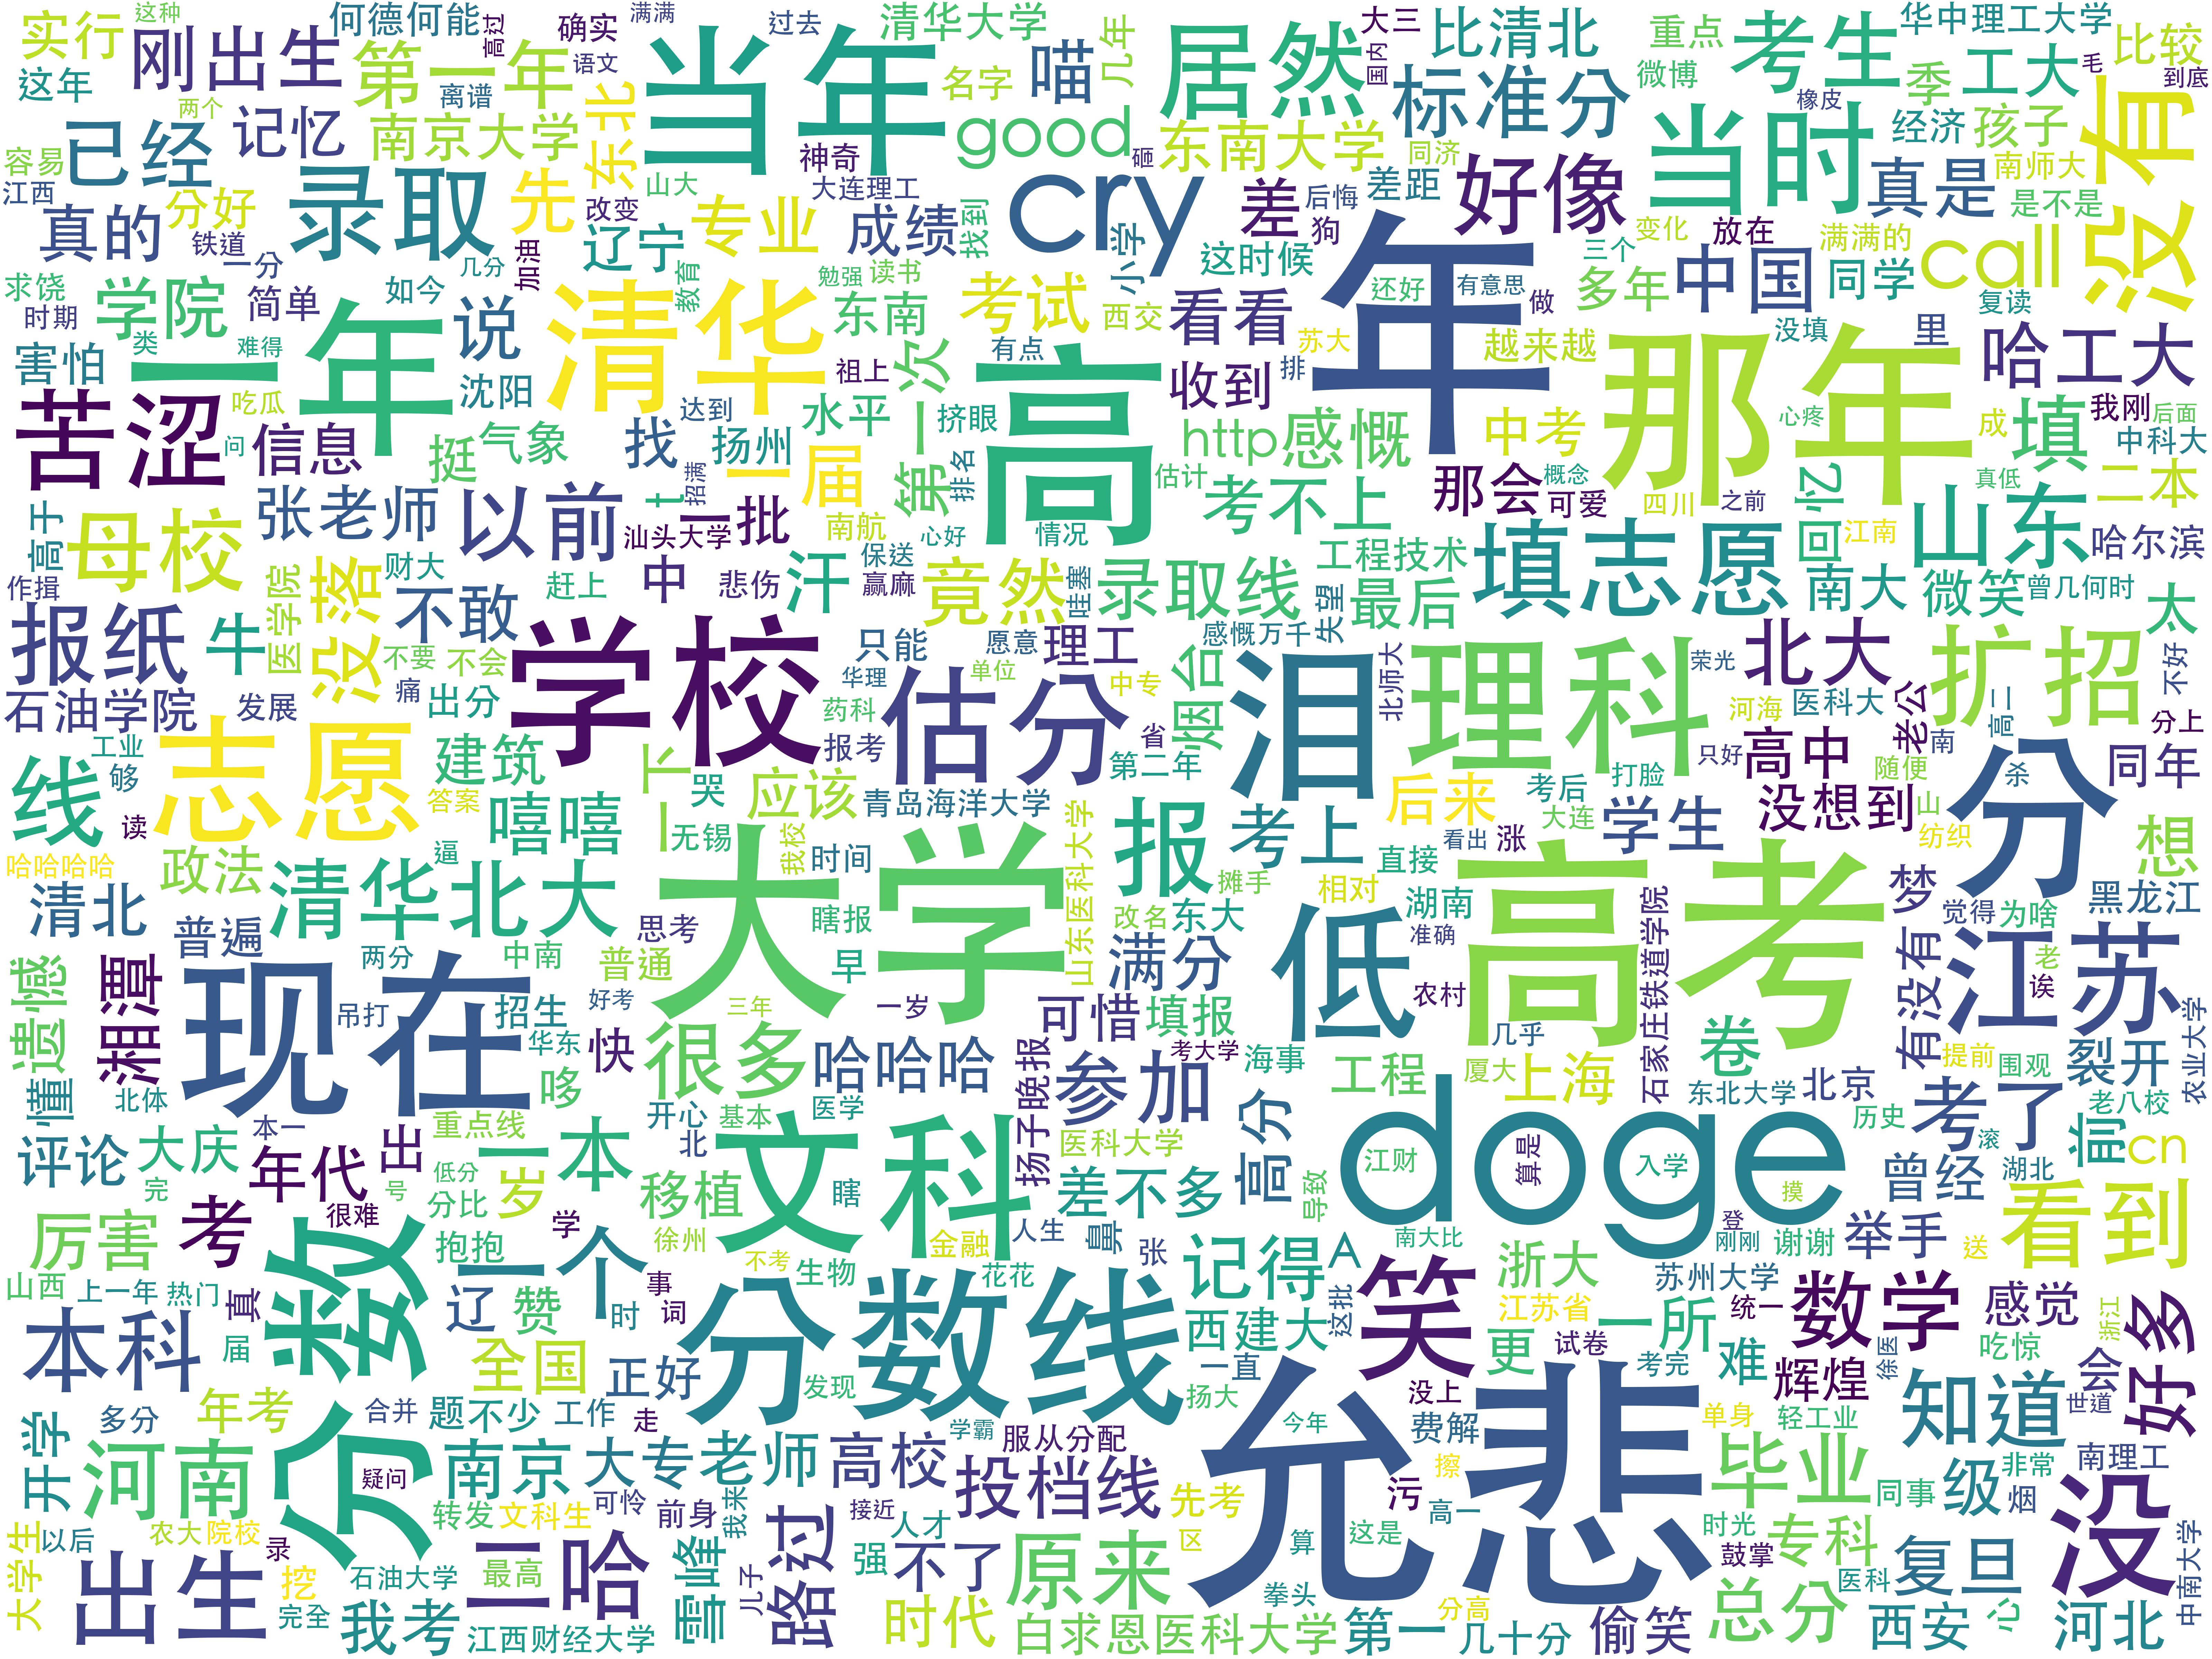 这种
满满
实行
何德何能
确实
过去
清华大学
大三
比清北
华中理工大学
刚出生
第一年
高过
语文
当年
名字
几年
喵
居然
国内
标准分
重点
考生
工大
比较
毛
到底
没有
这年
离谱
两个
记忆
南京大学
东北
good
东南大学
微博
季
橡皮
经济
孩子
已经
容易
江西
录取
先
神奇
山大
大连理工
cry
砸
同济
差
后悔
差距
好像
当时
真是
南师大
是不是
真的
分好
铁道
一分
改变
加油
专业
成绩
找到
小学
狗
这时候
放在
三个
变化
满满的
call
求饶
学院
如今
几分
辽宁
教育
勉强
读书
东南
考试
西交
看看
还好
有意思
做
多年
中国
同学
复读
时期
简单
说
清华
年
那年
没填
里
哈工大
害怕
类
难得
一年
沈阳
祖上
第一次
有点
高
收到
排
苏大
越来越
心疼
填
我刚
后面
苦涩
吃瓜
问
信息
挺
气象
找
扬州
达到
水平
挤眼
http
感慨
中考
成
中科大
二本
母校
张老师
以前
t
招满
一届
一批
排名
估计
考不上
那会
可爱
概念
四川
之前
回忆
山东
真低
高于
汕头大学
南航
心好
情况
江南
哈尔滨
作揖
医学院
没落
财大
赶上
中
悲伤
汗
保送
赢麻
竟然
哇塞
录取线
工程技术
最后
填志愿
南大
微笑
曾几何时
太
报纸
牛
不敢
不要
不会
学校
只能
愿意
理工
感慨万千
失望
北大
荣光
扩招
不好
石油学院
发展
痛
出分
估分
华理
单位
中专
泪
北师大
理科
河海
医科大
老公
高二
分上
线
工业
够
志愿
建筑
一下
药科
报考
省
第二年
烟台
只好
高中
南
随便
分
同年
读
答案
嘻嘻
哭
应该
青岛海洋大学
报
后来
考后
打脸
杀
没想到
山
纺织
想
哈哈哈哈
政法
逼
无锡
大学
我校
时间
山东医科大学
考上
直接
大连
看出
涨
学生
高考
清北
清华北大
摊手
相对
梦
黑龙江
普遍
思考
瞎报
改名
东大
湖南
准确
觉得
为啥
遗憾
湘潭
现在
两分
中南
普通
早
满分
低
石家庄铁道学院
有没有
江苏
老
诶
吊打
招生
好考
三年
一岁
可惜
填报
农村
几乎
卷
农业大学
懂
华东
快
很多
哈哈哈
扬子晚报
考大学
参加
海事
工程
厦大
上海
东北大学
北京
提前
围观
裂开
北体
哆
开心
基本
医学
历史
考了
老八校
评论
大庆
本一
重点线
一本
北
文科
医科大学
高分
doge
江财
算是
入学
摸
滚
前
cn
年代
出
低分
分比
岁
移植
瞎
差不多
导致
曾经
湖北
完
号
厉害
考
很难
抱抱
学
徐州
金融
人生
鼻
张
南大比
登
刚刚
谢谢
举手
送
看到
山西
上一年
热门
真
分数
一个
事
不考
生物
花花
记得
A
浙大
苏州大学
辽
赞
时
词
分数线
西建大
这批
笑
江苏省
一所
统一
数学
感觉
浙江
本科
届
全国
正好
一直
更
试卷
考完
难
徐医
吃惊
好多
发现
扬大
没上
辉煌
会
世道
年考
多分
合并
题不少
工作
走
学霸
今年
允悲
费解
单身
轻工业
知道
开学
河南
南京
大专
老师
高校
服从分配
投档线
擦
毕业
南理工
疑问
转发
文科生
可怜
前身
我来
接近
先考
污
高一
同事
级
非常
烟
没
大学生
以后
农大
院校
录
人才
区
算
这是
时光
专科
中南大学
出生
挖
石油大学
最高
二哈
雪峰
儿子
路过
强
不了
原来
拳头
鼓掌
医科
复旦
完全
我考
江西财经大学
时代
白求恩医科大学
第一
几十分
分高
偷笑
总分
西安
心
河北